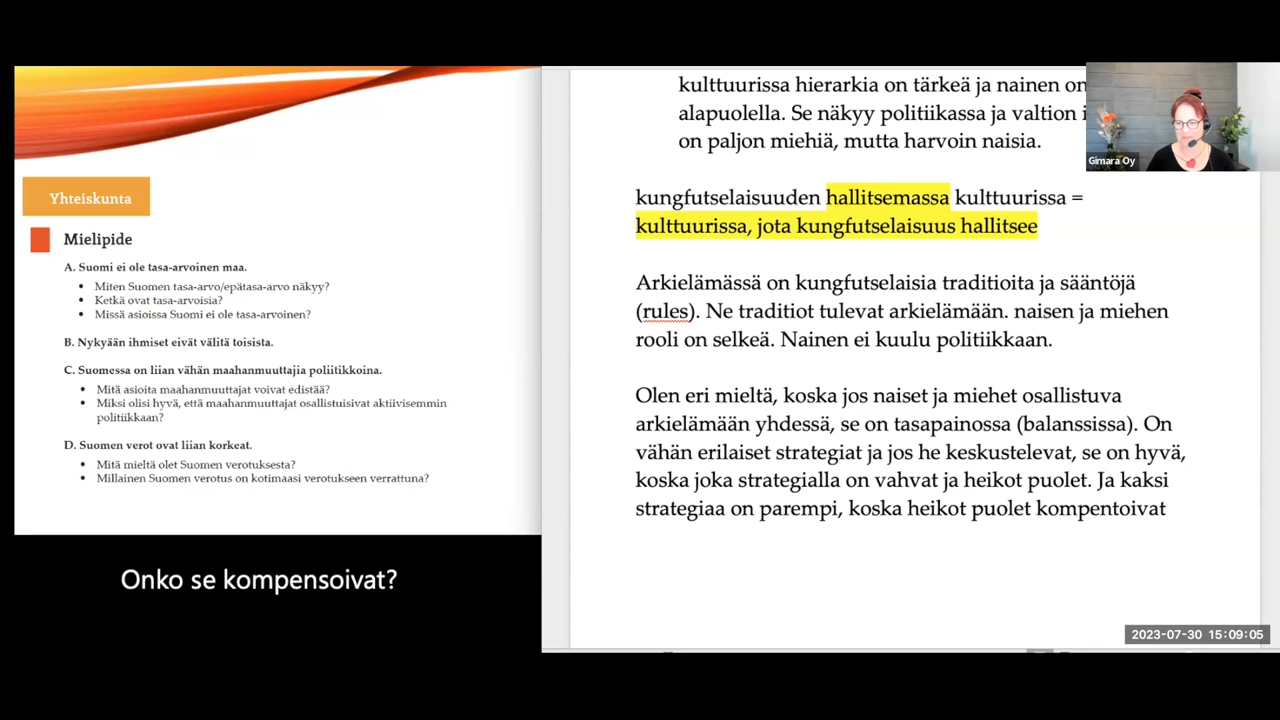 Yhteiskunta
Mielipide
A. Suomi ei ole tasa-arvoinen maa.
• Miten Suomen tasa-arvo/epätasa-arvo näkyy?
• Ketkä ovat tasa-arvoisia?
• Missä asioissa Suomi ei ole tasa-arvoinen?
B. Nykyään ihmiset eivät välitä toisista.
C. Suomessa on liian vähän maahanmuuttajia poliitikkoina.
• Mitä asioita maahanmuuttajat voivat edistää?
• Miksi olisi hyvä, että maahanmuuttajat osallistuisivat aktiivisemmin
politiikkaan?
D. Suomen verot ovat liian korkeat.
• Mitä mieltä olet Suomen verotuksesta?
• Millainen Suomen verotus on kotimaasi verotukseen verrattuna?
Onko se kompensoivat?
kulttuurissa hierarkia on tärkeä ja nainen on
alapuolella. Se näkyy politiikassa ja valtion
on paljon miehiä, mutta harvoin naisia.
kungfutselaisuuden hallitsemassa kulttuurissa =
kulttuurissa, jota kungfutselaisuus hallitsee
Arkielämässä on kungfutselaisia traditioita ja sääntöjä
(rules). Ne traditiot tulevat arkielämään. naisen ja miehen
rooli on selkeä. Nainen ei kuulu politiikkaan.
Olen eri mieltä, koska jos naiset ja miehet osallistuva
arkielämään yhdessä, se on tasapainossa (balanssissa). On
vähän erilaiset strategiat ja jos he keskustelevat, se on hyvä,
koska joka strategialla on vahvat ja heikot puolet. Ja kaksi
strategiaa on parempi, koska heikot puolet kompentoivat
Gimara Oy
2023-07-30 15:09:05